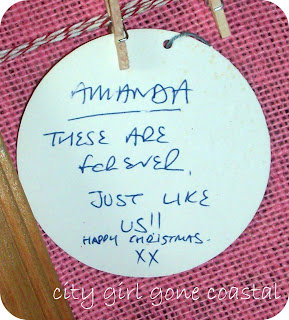 AMANDA
THESE ARE
FOREVER.
JUST LIKE
US!!
HAPPY CHRISTMAS.
XX
city girl gone coastal